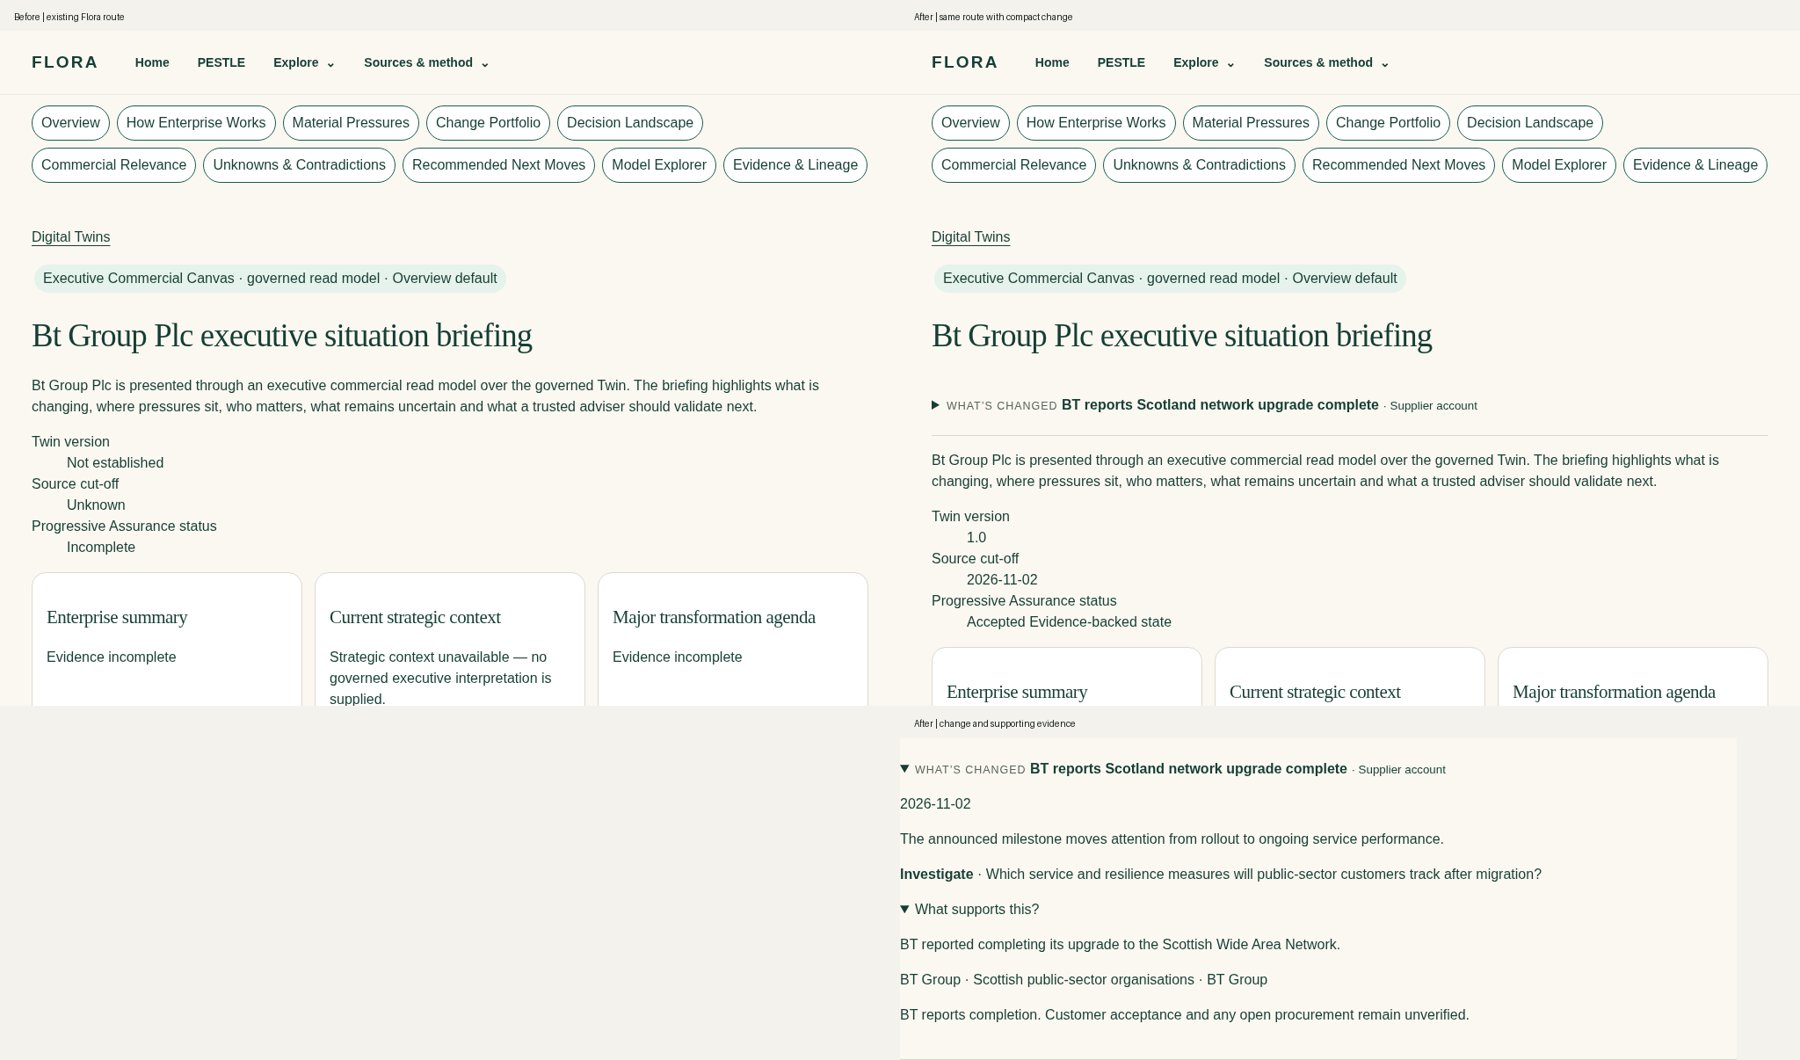 Before | existing Flora route
FLORA Home PESTLE Explore Sources & method
Overview How Enterprise Works Material Pressures Change Portfolio Decision Landscape
Commercial Relevance Unknowns & Contradictions Recommended Next Moves Model Explorer Evidence & Lineage
Digital Twins
Executive Commercial Canvas · governed read model · Overview default
Bt Group Plc executive situation briefing
Bt Group Plc is presented through an executive commercial read model over the governed Twin. The briefing highlights what is
changing, where pressures sit, who matters, what remains uncertain and what a trusted adviser should validate next.
Twin version
Not established
Source cut-off
Unknown
Progressive Assurance status
Incomplete
Enterprise summary
Evidence incomplete
Current strategic context
Strategic context unavailable — no
governed executive interpretation is
supplied.
Major transformation agenda
Evidence incomplete
After | same route with compact change
FLORA Home PESTLE Explore Sources & method
Overview How Enterprise Works Material Pressures Change Portfolio Decision Landscape
Commercial Relevance Unknowns & Contradictions Recommended Next Moves Model Explorer Evidence & Lineage
Digital Twins
Executive Commercial Canvas · governed read model · Overview default
Bt Group Plc executive situation briefing
WHAT'S CHANGED BT reports Scotland network upgrade complete · Supplier account
Bt Group Plc is presented through an executive commercial read model over the governed Twin. The briefing highlights what is
changing, where pressures sit, who matters, what remains uncertain and what a trusted adviser should validate next.
Twin version
1.0
Source cut-off
2026-11-02
Progressive Assurance status
Accepted Evidence-backed state
Enterprise summary
Current strategic context
Major transformation agenda
After | change and supporting evidence
WHAT'S CHANGED BT reports Scotland network upgrade complete · Supplier account
2026-11-02
The announced milestone moves attention from rollout to ongoing service performance.
Investigate · Which service and resilience measures will public-sector customers track after migration?
What supports this?
BT reported completing its upgrade to the Scottish Wide Area Network.
BT Group · Scottish public-sector organisations · BT Group
BT reports completion. Customer acceptance and any open procurement remain unverified.